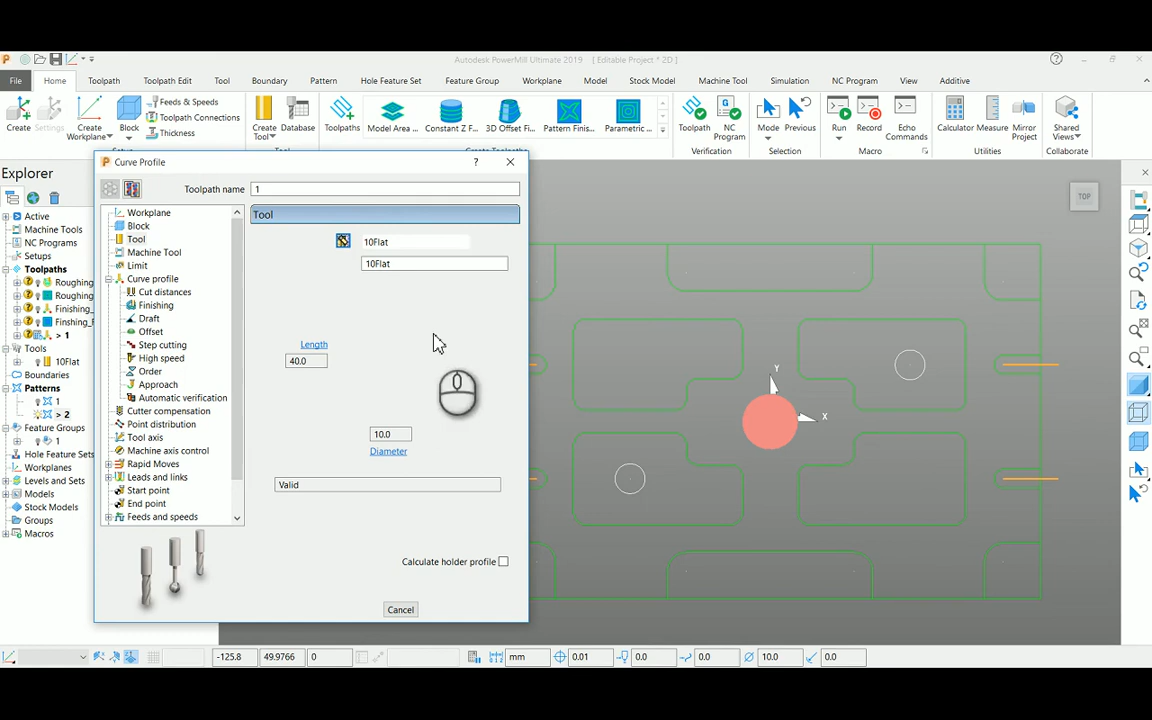 Autodesk PowerMill Ultimate 2019 [ Editable Project * 2D ]
File Home Toolpath Toolpath Edit Tool Boundary Pattern Hole Feature Set Feature Group Workplane Model Stock Model Machine Tool Simulation NC Program View Additive
Create
Settings
Create Workplane
Block
Feeds & Speeds
Toolpath Connections
Thickness
Create Tool
Database
Toolpaths
Model Area ...
Constant Z F...
3D Offset Fi...
Pattern Finis...
Parametric ...
Toolpath
NC Program
Mode
Previous
Run
Record
Echo Commands
Calculator
Measure
Mirror Project
Shared Views
Tool
Create Toolpaths
Verification
Selection
Macro
Utilities
Collaborate
Explorer
Active
Machine Tools
NC Programs
Setups
Toolpaths
Roughing
Roughing
Finishing_
Finshing_F
> 1
Tools
10Flat
Boundaries
Patterns
1
> 2
Feature Groups
1
Hole Feature Sets
Workplanes
Levels and Sets
Models
Stock Models
Groups
Macros
Curve Profile
?
Toolpath name 1
Workplane
Block
Tool
Machine Tool
Limit
Curve profile
Cut distances
Finishing
Draft
Offset
Step cutting
High speed
Order
Approach
Automatic verification
Cutter compensation
Point distribution
Tool axis
Machine axis control
Rapid Moves
Leads and links
Start point
End point
Feeds and speeds
Tool
10Flat
10Flat
Length
40.0
10.0
Diameter
Valid
Calculate holder profile
Cancel
TOP
Y
X
-125.8 49.9766 0 mm 0.01 0.0 0.0 10.0 0.0